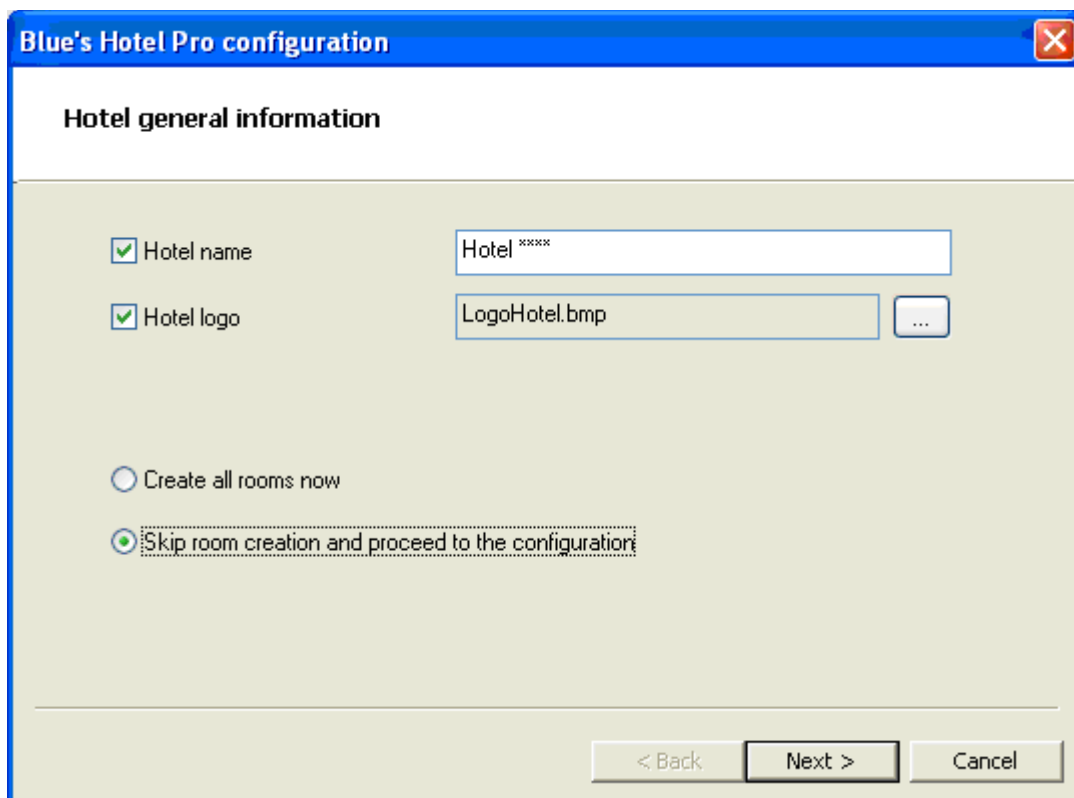 Blue's Hotel Pro configuration
Hotel general information
Hotel name Hotel ****
Hotel logo LogoHotel.bmp ...
Create all rooms now
Skip room creation and proceed to the configuration
< Back Next > Cancel